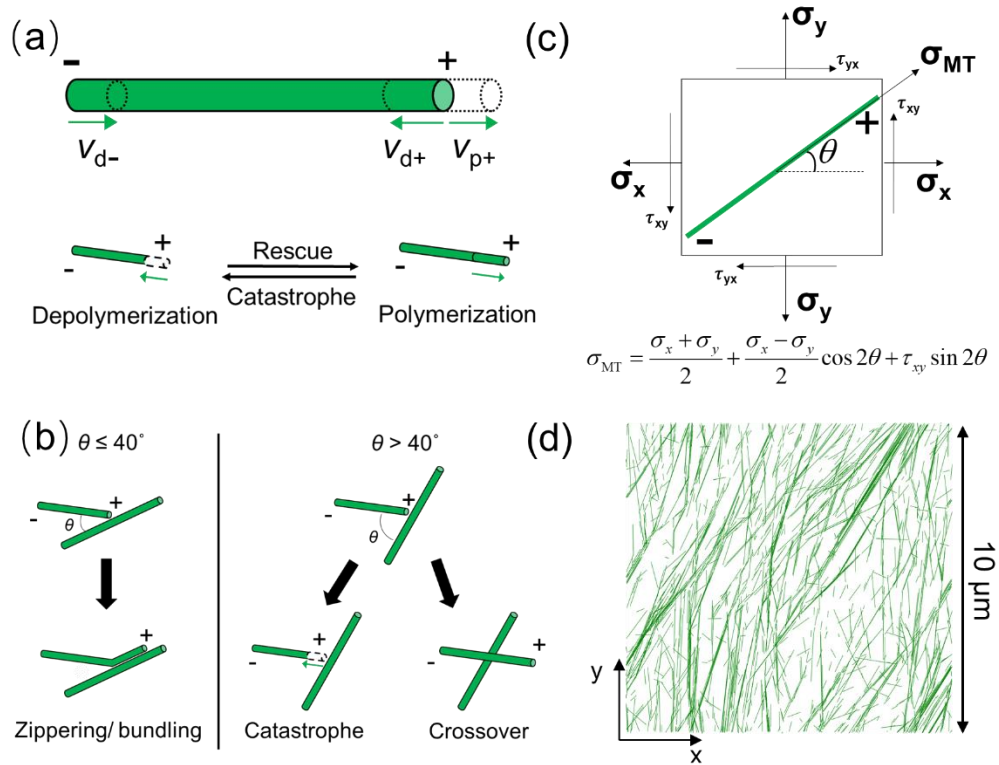 (a)
-
+
v_d-
v_d+
v_p+
+
-
Depolymerization
Rescue
Catastrophe
+
-
Polymerization
(b)
θ ≤ 40°
+
-
θ
+
-
Zippering/ bundling
θ > 40°
+
-
θ
+
-
Catastrophe
+
-
Crossover
(c)
σ_y
τ_yx
σ_MT
τ_xy
+
θ
σ_x
σ_x
τ_xy
-
τ_yx
σ_y
σ_MT = (σ_x + σ_y)/2 + (σ_x − σ_y)/2 cos 2θ + τ_xy sin 2θ
(d)
10 μm
y
x